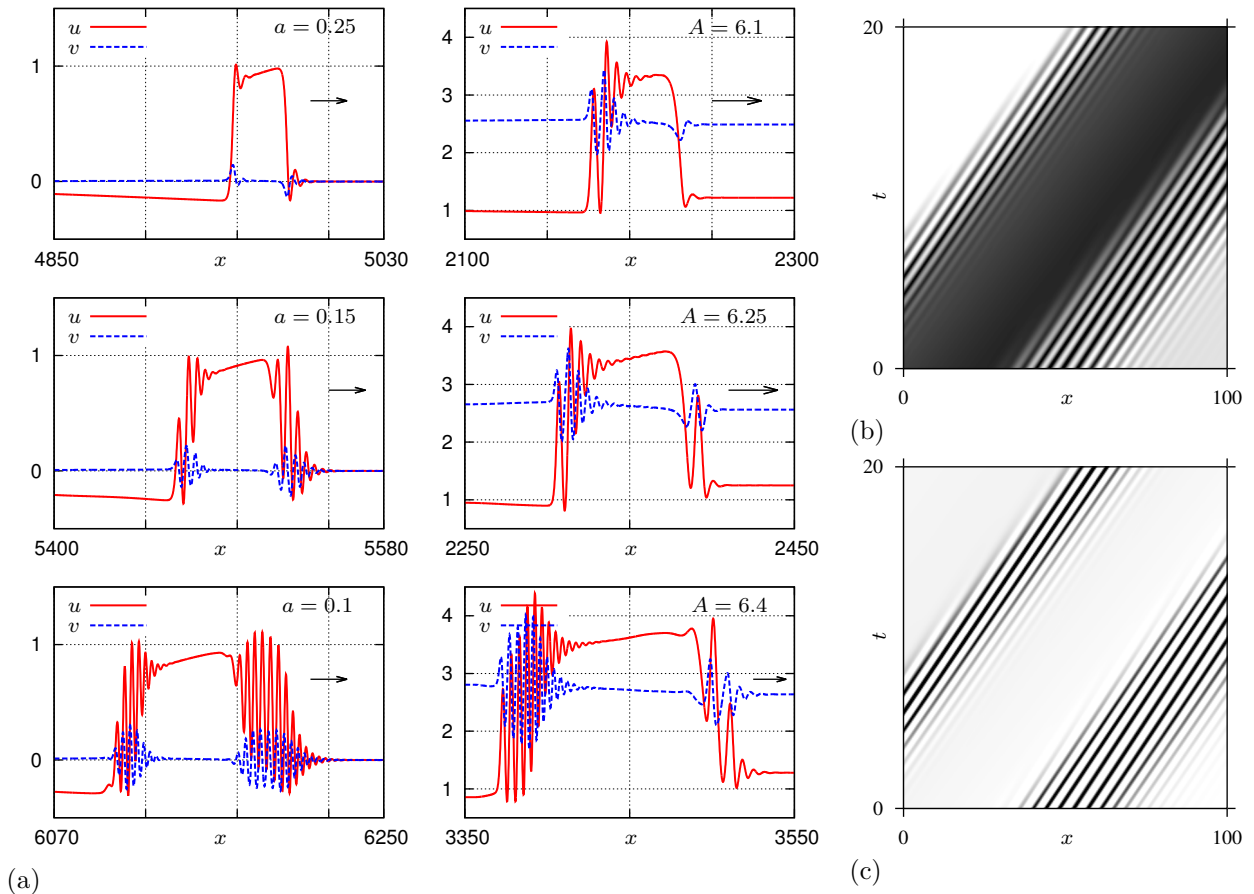 u
v
a = 0.25
1
0
4850
x
5030
u
v
A = 6.1
4
3
2
1
2100
x
2300
u
v
a = 0.15
1
0
5400
x
5580
u
v
A = 6.25
4
3
2
1
2250
x
2450
u
v
a = 0.1
1
0
6070
x
6250
u
v
A = 6.4
4
3
2
1
3350
x
3550
(a)
20
t
0
0
x
100
(b)
20
t
0
0
x
100
(c)